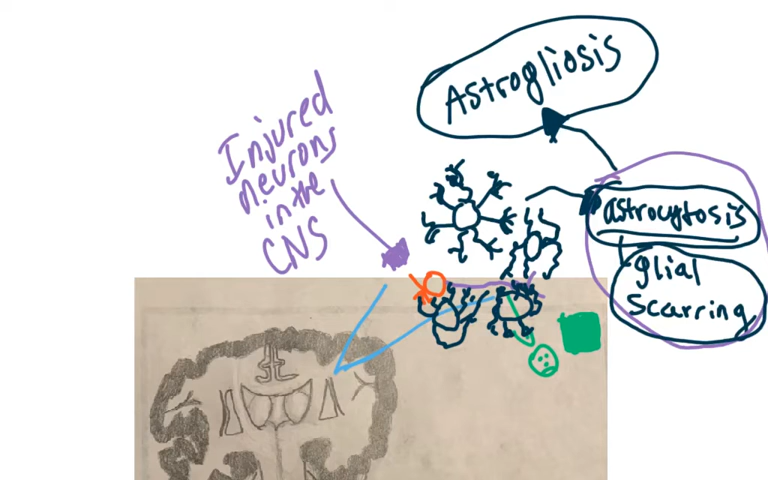 Astrogliosis
Injured
neurons
in the
CNS
astrocytosis
glial
scarring